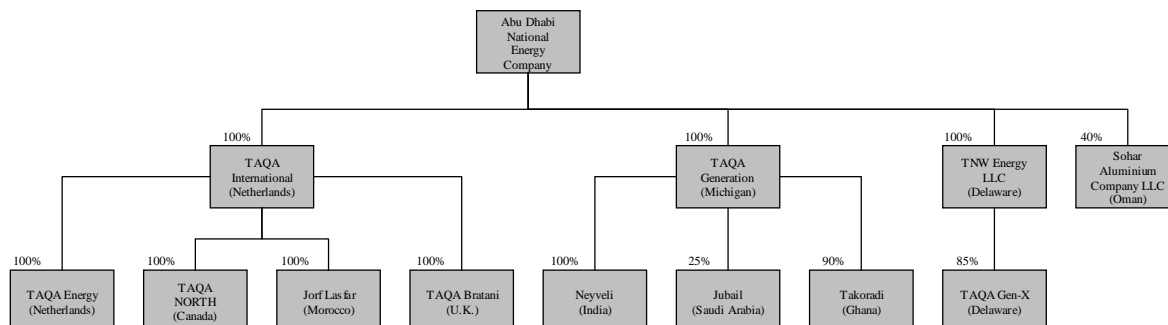 Abu Dhabi
National
Energy
Company
100%
TAQA
International
(Netherlands)
100%
TAQA
Generation
(Michigan)
100%
TNW Energy
LLC
(Delaware)
40%
Sohar
Aluminium
Company LLC
(Oman)
100%
TAQA Energy
(Netherlands)
100%
TAQA
NORTH
(Canada)
100%
Jorf Lasfar
(Morocco)
100%
TAQA Bratani
(U.K.)
100%
Neyveli
(India)
25%
Jubail
(Saudi Arabia)
90%
Takoradi
(Ghana)
85%
TAQA Gen-X
(Delaware)